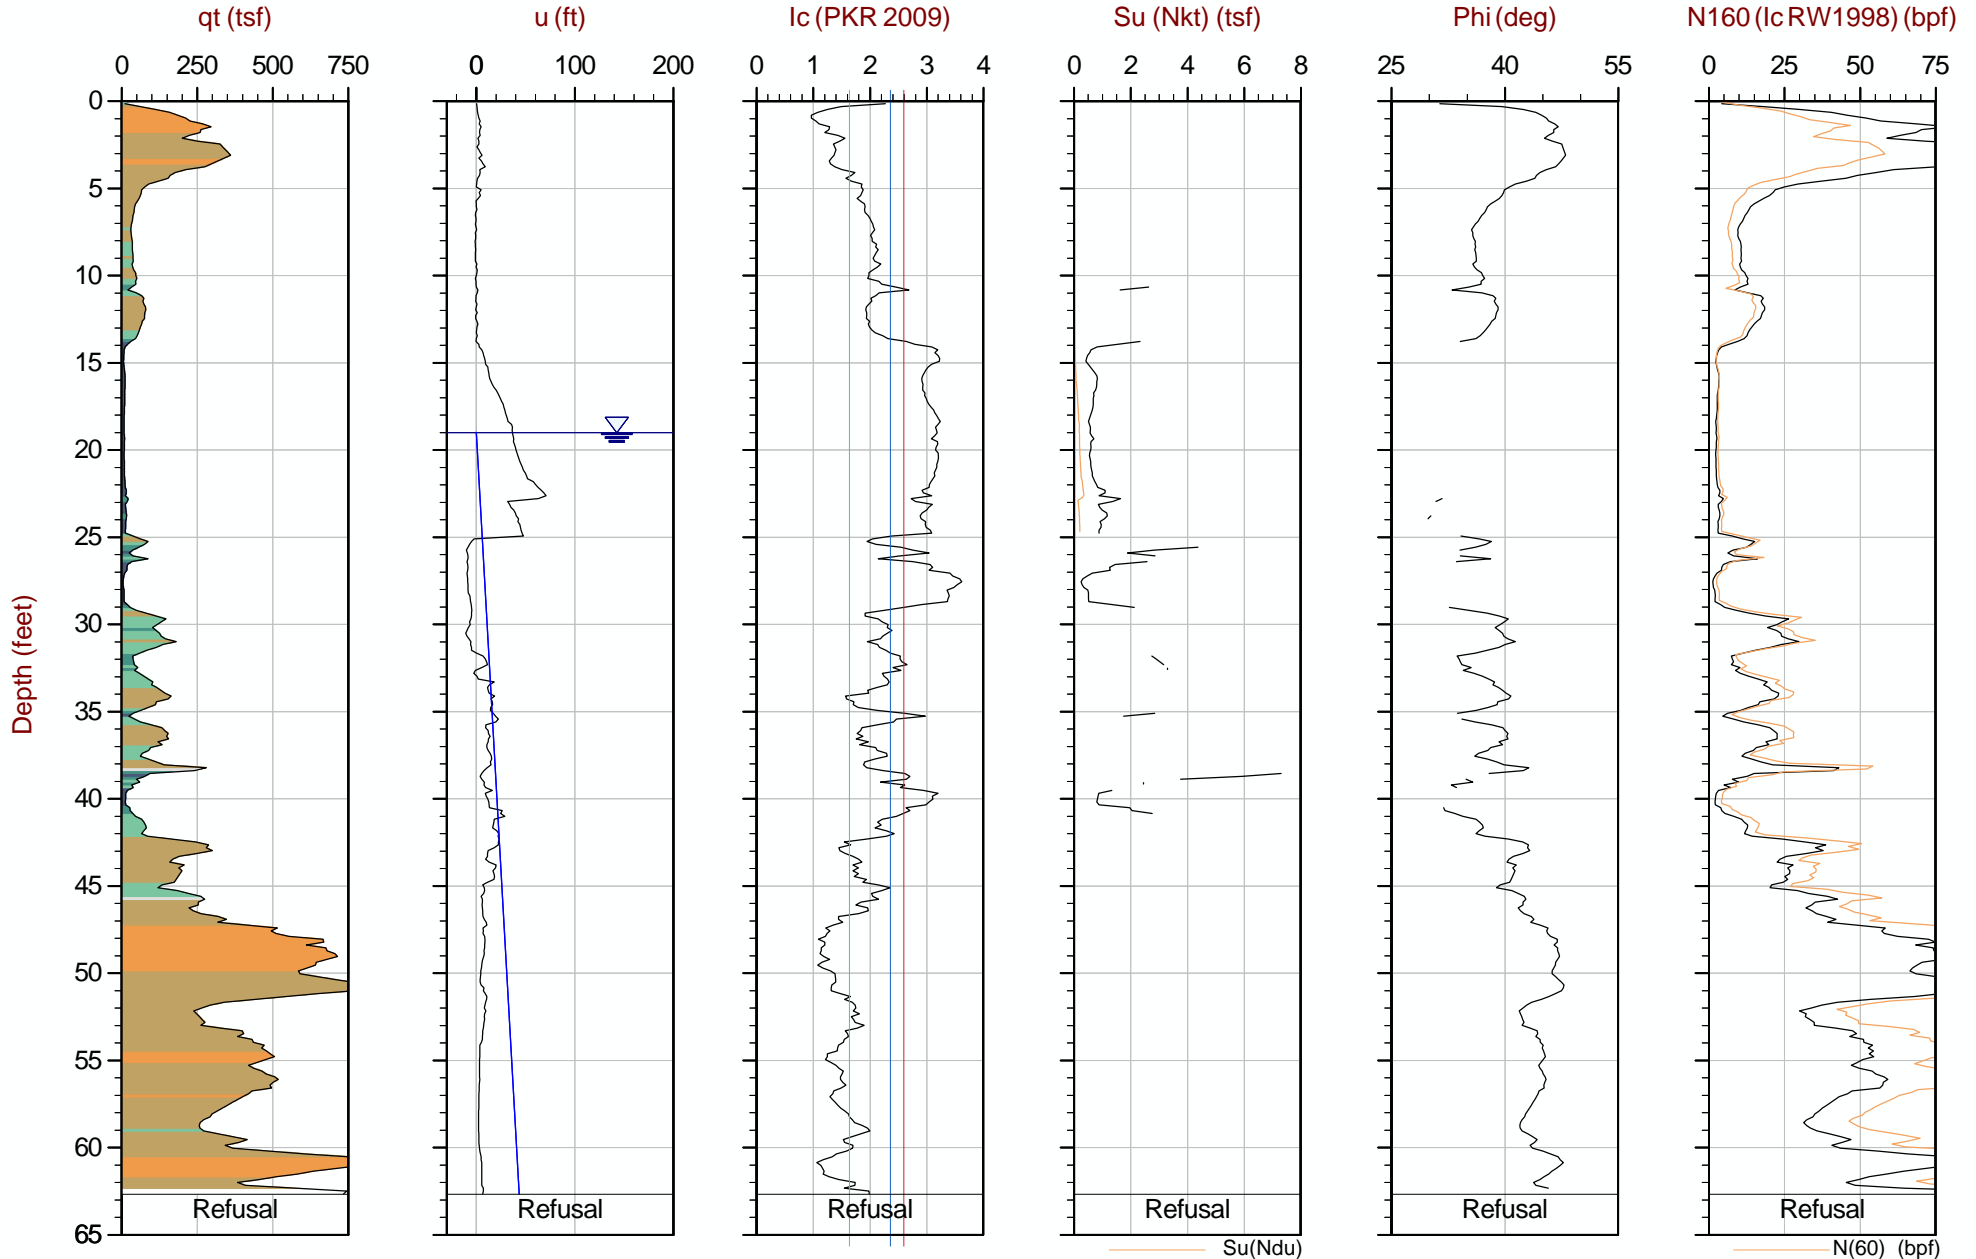 qt (tsf) u (ft) Ic (PKR 2009) Su (Nkt) (tsf) Phi (deg) N160 (Ic RW1998) (bpf)
0 250 500 750 0 100 200 0 1 2 3 4 0 2 4 6 8 25 40 55 0 25 50 75
0
5
10
15
20
25
30
35
40
45
50
55
60
65
Depth (feet)
Refusal Refusal Refusal Refusal Refusal Refusal
Su(Ndu) N(60) (bpf)